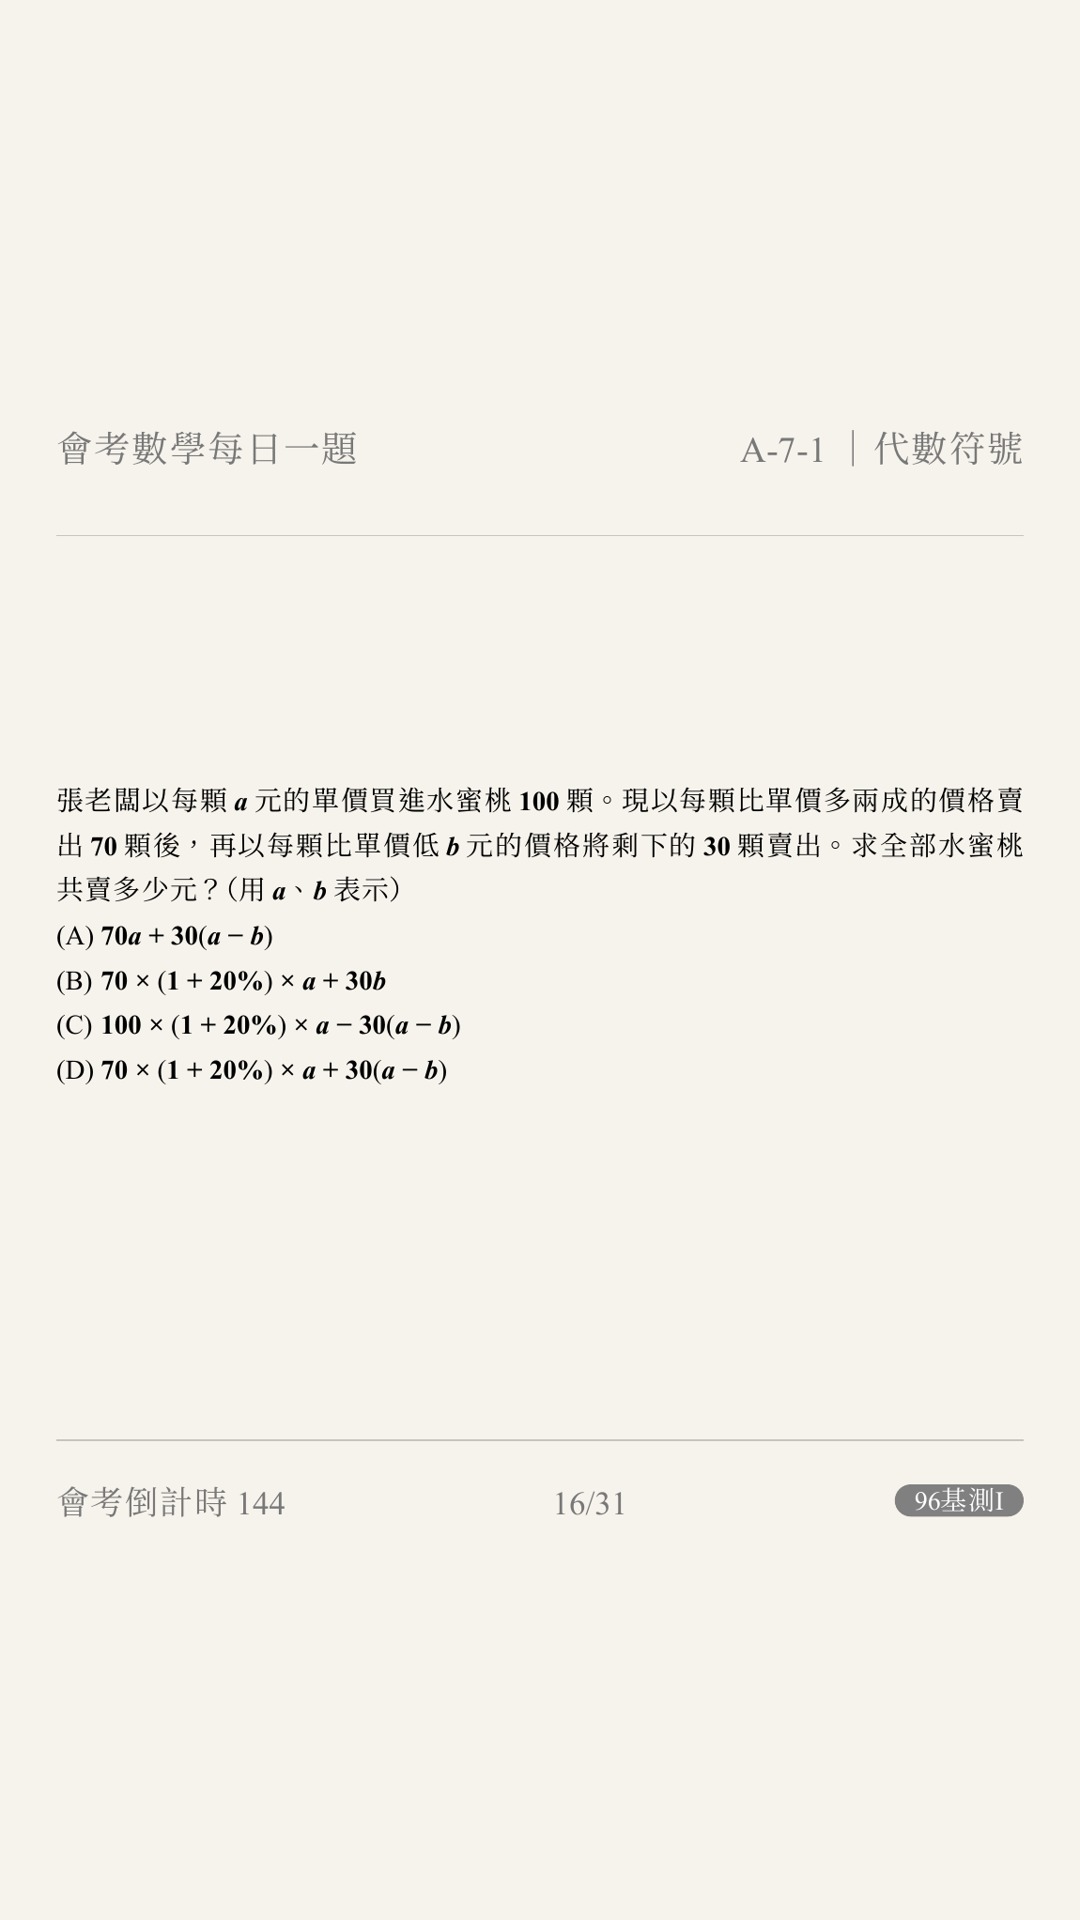 會考數學每日一題
A-7-1 ｜代數符號
張老闆以每顆 a 元的單價買進水蜜桃 100 顆。現以每顆比單價多兩成的價格賣
出 70 顆後，再以每顆比單價低 b 元的價格將剩下的 30 顆賣出。求全部水蜜桃
共賣多少元？（用 a、b 表示）
(A) 70a + 30(a − b)
(B) 70 × (1 + 20%) × a + 30b
(C) 100 × (1 + 20%) × a − 30(a − b)
(D) 70 × (1 + 20%) × a + 30(a − b)
會考倒計時 144
16/31
96基測I